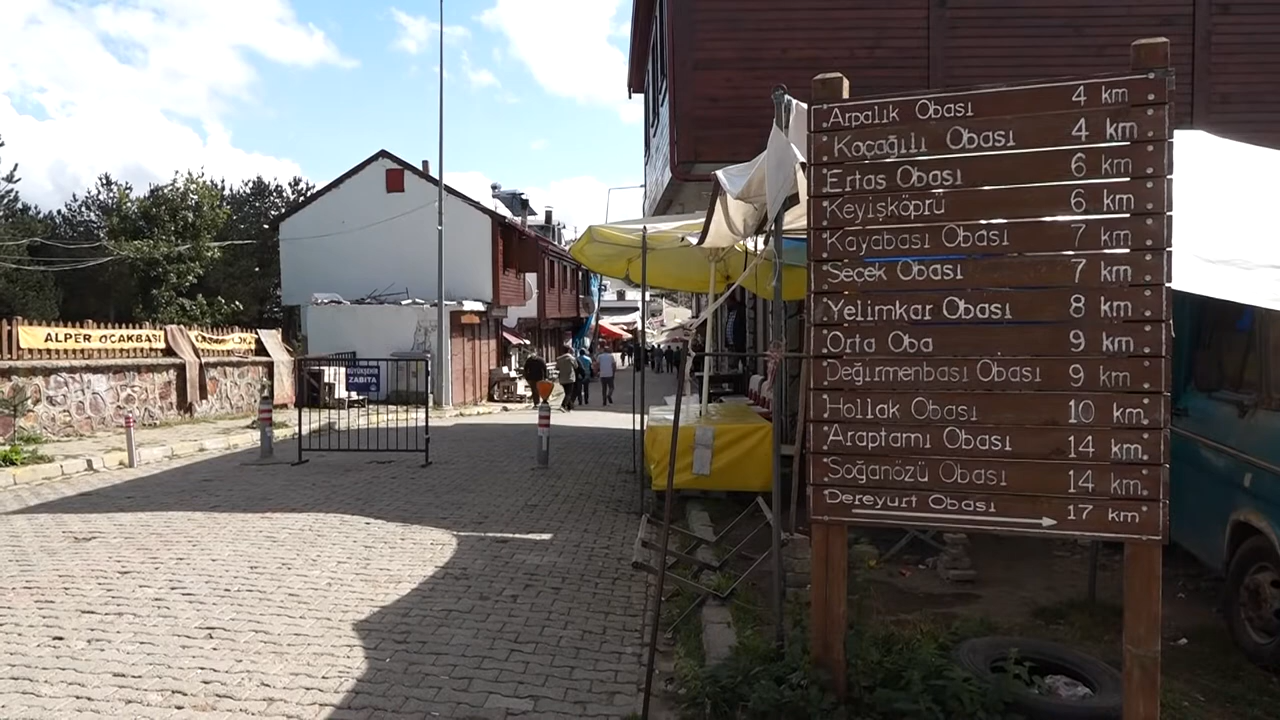 ALPER OCAKBAŞI
BÜYÜKŞEHİR
ZABITA
Arpalık Obası 4 km
Koçağılı Obası 4 km
Ertaş Obası 6 km
Keyişköprü 6 km
Kayabaşı Obası 7 km
Seçek Obası 7 km
Yelimkar Obası 8 km
Orta Oba 9 km
Değirmenbaşı Obası 9 km
Hollak Obası 10 km.
Araptamı Obası 14 km.
Soğanözü Obası 14 km.
Dereyurt Obası 17 km